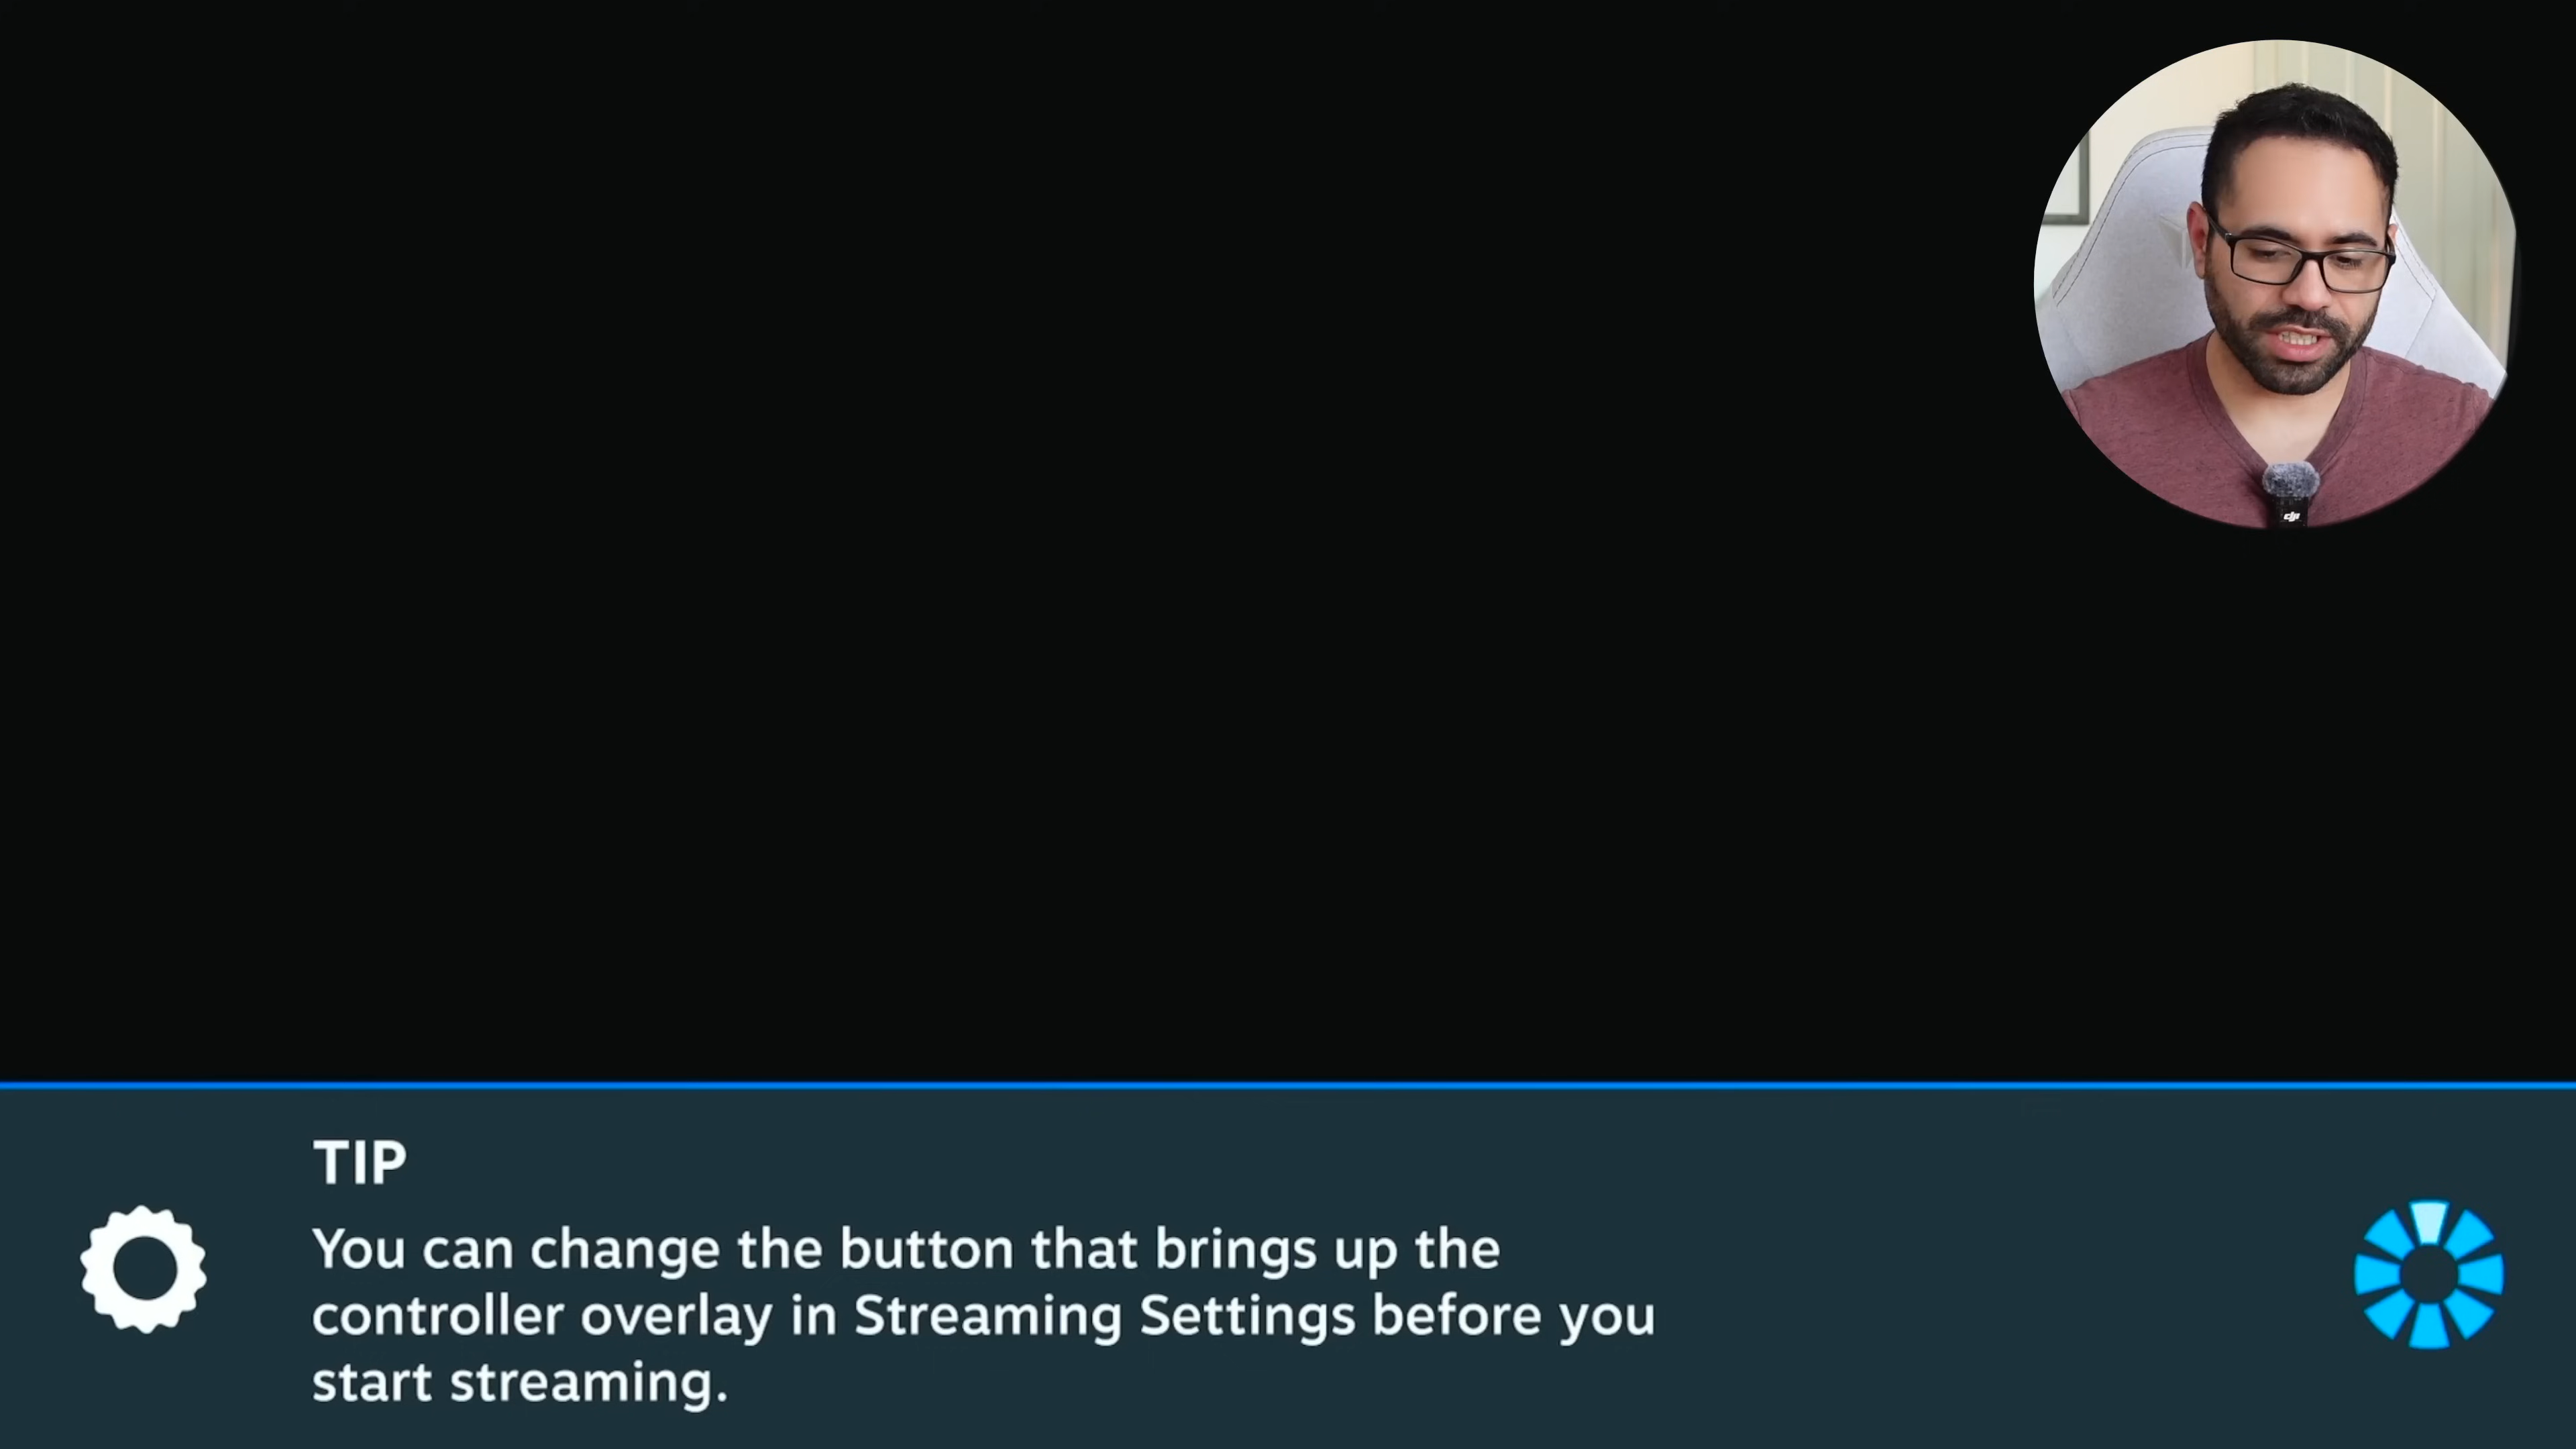 dji
TIP
You can change the button that brings up the
controller overlay in Streaming Settings before you
start streaming.